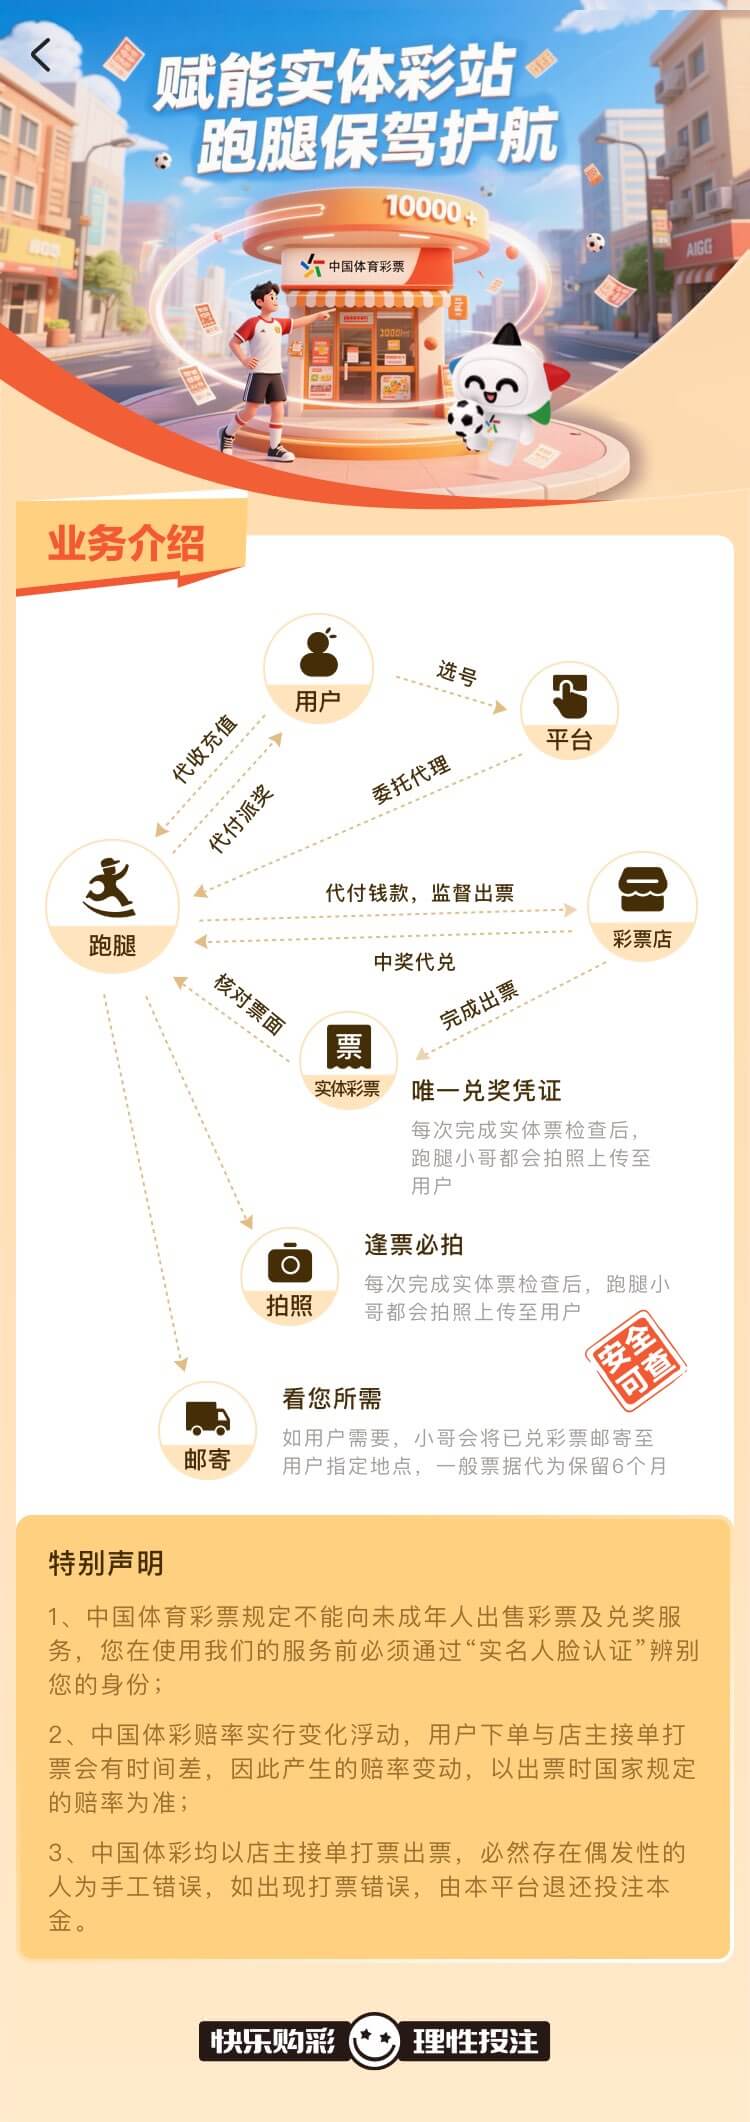 赋能实体彩站
跑腿保驾护航
10000+
中国体育彩票
AIGG
业务介绍
用户
选号
平台
代收充值
代付派奖
委托代理
跑腿
代付钱款，监督出票
彩票店
中奖代兑
核对票面
完成出票
票
实体彩票
唯一兑奖凭证
每次完成实体票检查后，
跑腿小哥都会拍照上传至
用户
逢票必拍
拍照
每次完成实体票检查后，跑腿小
哥都会拍照上传至用户
安全
可查
看您所需
邮寄
如用户需要，小哥会将已兑彩票邮寄至
用户指定地点，一般票据代为保留6个月
特别声明
1、中国体育彩票规定不能向未成年人出售彩票及兑奖服
务，您在使用我们的服务前必须通过“实名人脸认证”辨别
您的身份；
2、中国体彩赔率实行变化浮动，用户下单与店主接单打
票会有时间差，因此产生的赔率变动，以出票时国家规定
的赔率为准；
3、中国体彩均以店主接单打票出票，必然存在偶发性的
人为手工错误，如出现打票错误，由本平台退还投注本
金。
快乐购彩 理性投注